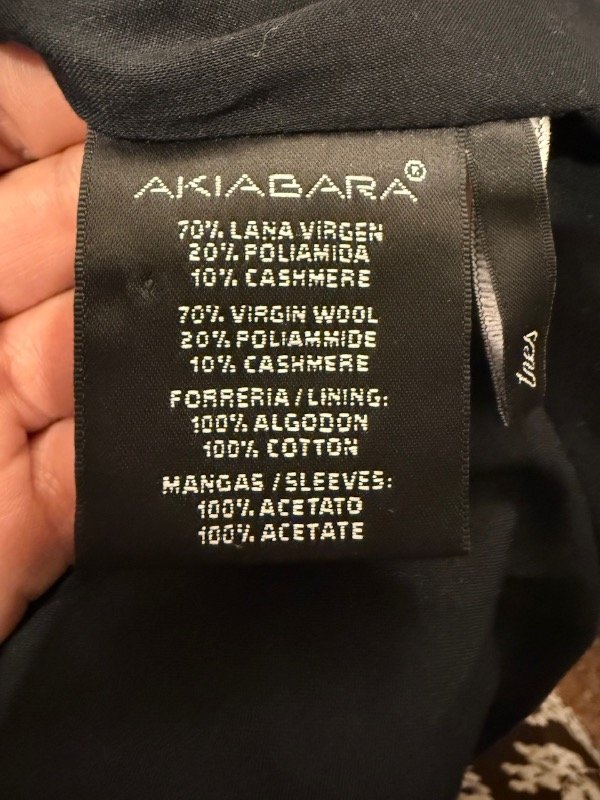 AKIABARA®
70% LANA VIRGEN
20% POLIAMIDA
10% CASHMERE
70% VIRGIN WOOL
20% POLIAMMIDE
10% CASHMERE
FORRERIA / LINING:
100% ALGODON
100% COTTON
MANGAS / SLEEVES:
100% ACETATO
100% ACETATE
tres